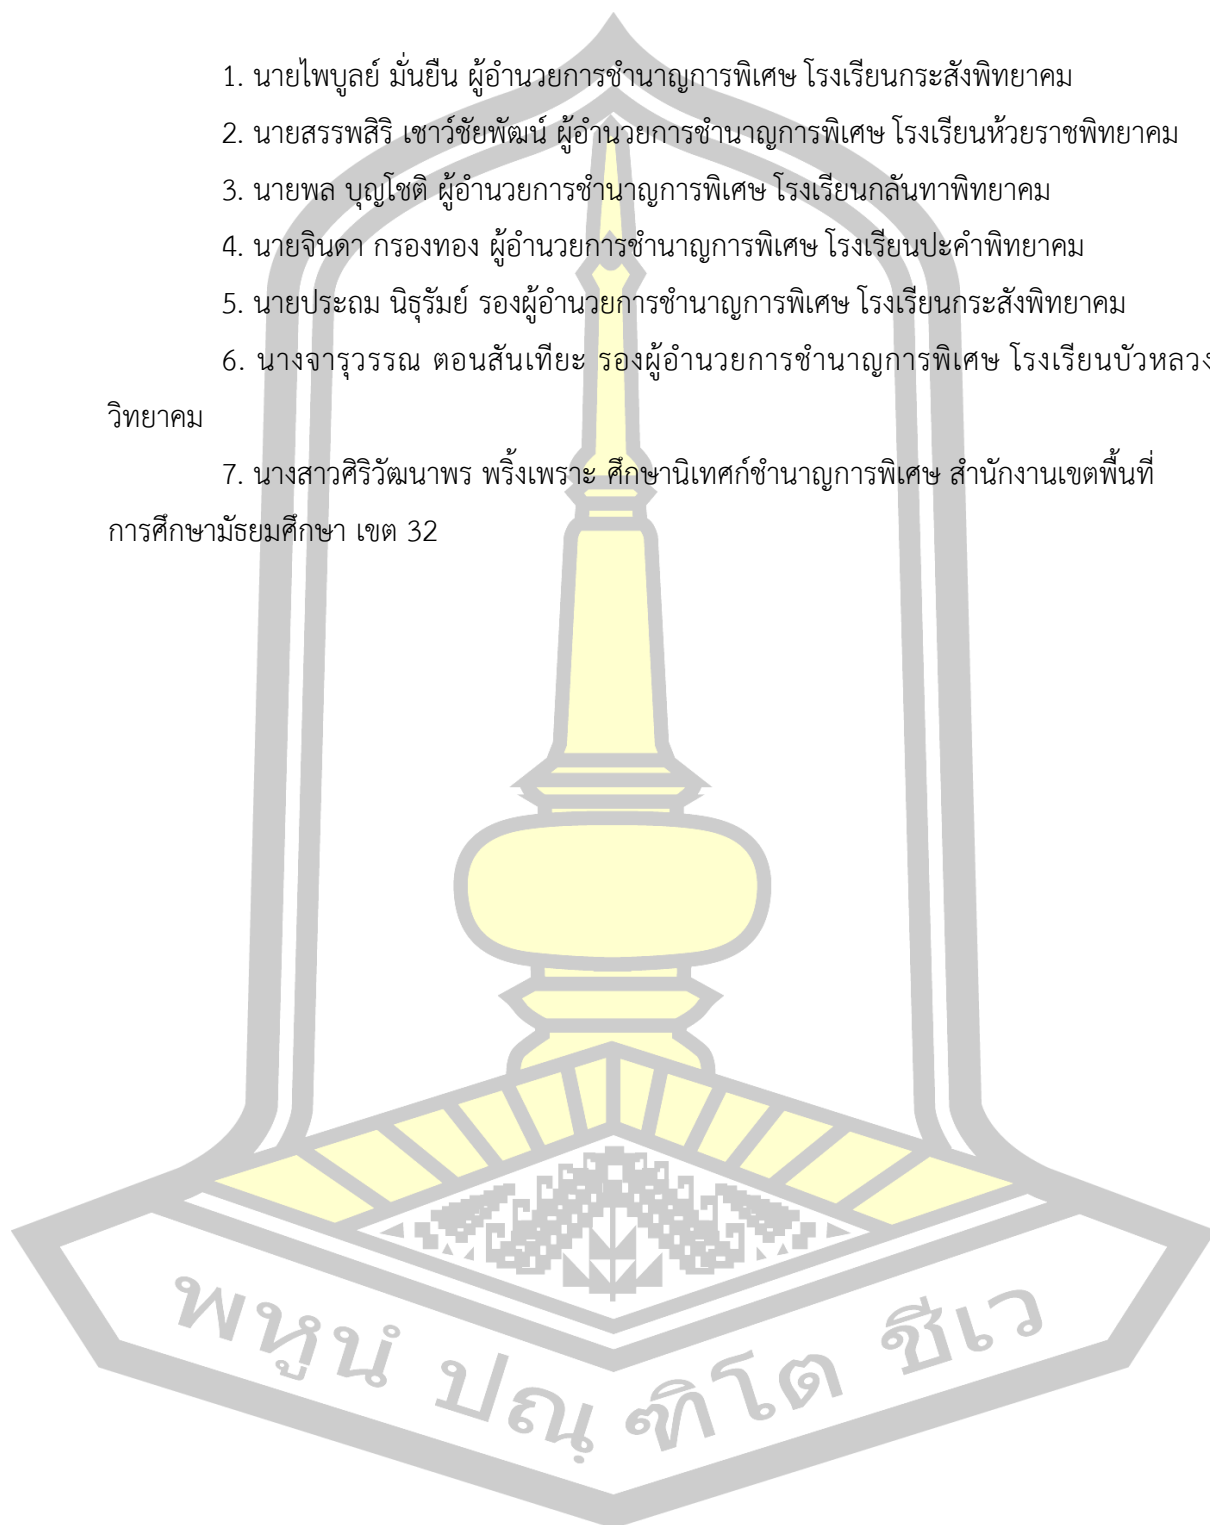 1. นายไพบูลย์ มั่นยืน ผู้อำนวยการชำนาญการพิเศษ โรงเรียนกระสังพิทยาคม
2. นายสรรพสิริ เชาว์ชัยพัฒน์ ผู้อำนวยการชำนาญการพิเศษ โรงเรียนห้วยราชพิทยาคม
3. นายพล บุญโชติ ผู้อำนวยการชำนาญการพิเศษ โรงเรียนกลันทาพิทยาคม
4. นายจินดา กรองทอง ผู้อำนวยการชำนาญการพิเศษ โรงเรียนปะคำพิทยาคม
5. นายประถม นิธุรัมย์ รองผู้อำนวยการชำนาญการพิเศษ โรงเรียนกระสังพิทยาคม
6. นางจารุวรรณ ตอนสันเทียะ รองผู้อำนวยการชำนาญการพิเศษ โรงเรียนบัวหลวง
วิทยาคม
7. นางสาวศิริวัฒนาพร พริ้งเพราะ ศึกษานิเทศก์ชำนาญการพิเศษ สำนักงานเขตพื้นที่
การศึกษามัธยมศึกษา เขต 32
พหูนํ ปณฺฑิโต ชีเว